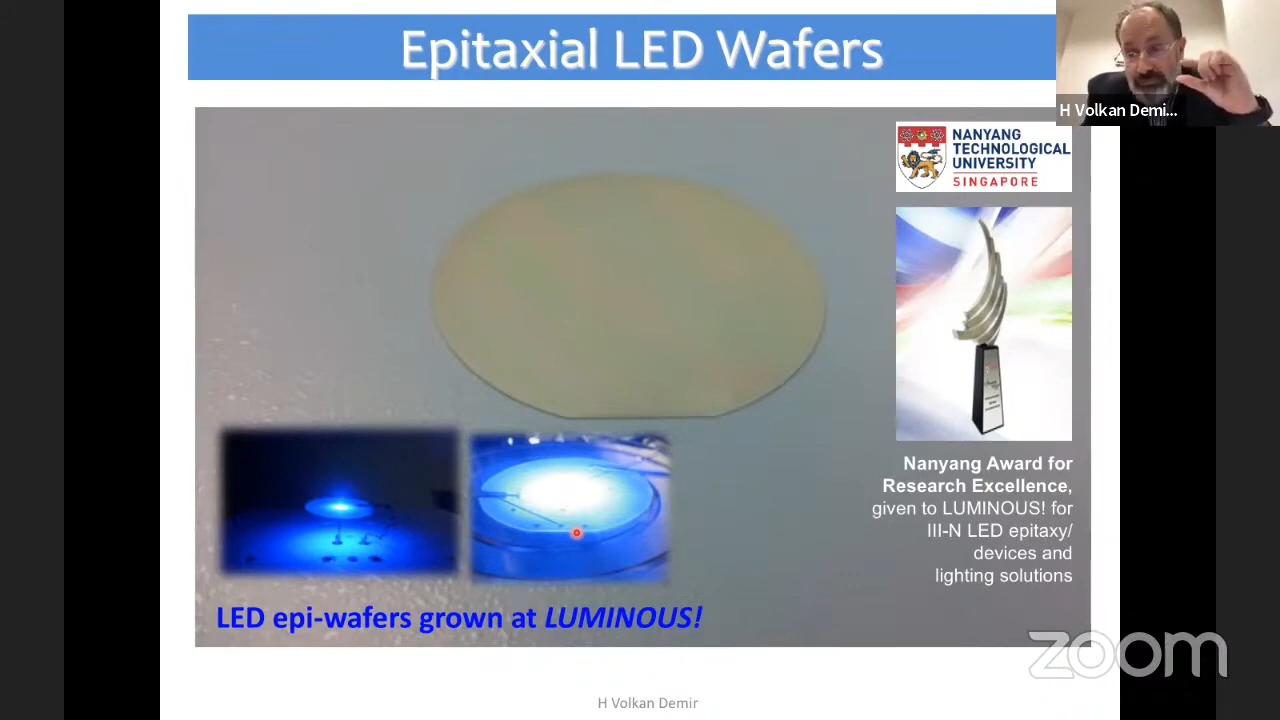 Epitaxial LED Wafers
H Volkan Demi...
NANYANG
TECHNOLOGICAL
UNIVERSITY
SINGAPORE
Nanyang Award for
Research Excellence,
given to LUMINOUS! for
III-N LED epitaxy/
devices and
lighting solutions
LED epi-wafers grown at LUMINOUS!
zoom
H Volkan Demir